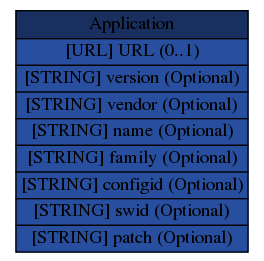 Application
[URL] URL (0..1)
[STRING] version (Optional)
[STRING] vendor (Optional)
[STRING] name (Optional)
[STRING] family (Optional)
[STRING] configid (Optional)
[STRING] swid (Optional)
[STRING] patch (Optional)